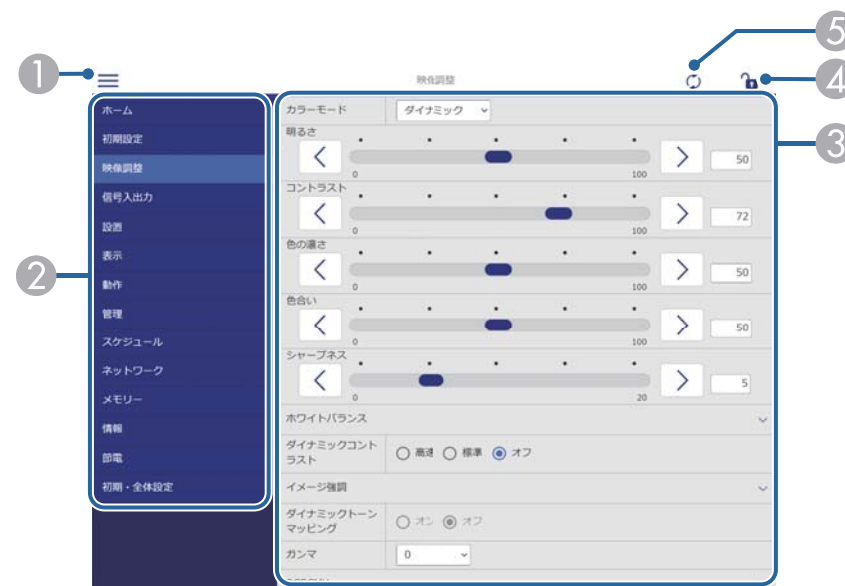 5
1
映像調整
4
ホーム
初期設定
映像調整
信号入出力
設置
表示
動作
管理
スケジュール
ネットワーク
メモリー
情報
節電
初期・全体設定
2
カラーモード
ダイナミック
3
明るさ
0
100
50
コントラスト
0
100
72
色の濃さ
0
100
50
色合い
0
100
50
シャープネス
0
20
5
ホワイトバランス
ダイナミックコント
ラスト
高速 標準 オフ
イメージ強調
ダイナミックトーン
マッピング
オン オフ
ガンマ
0